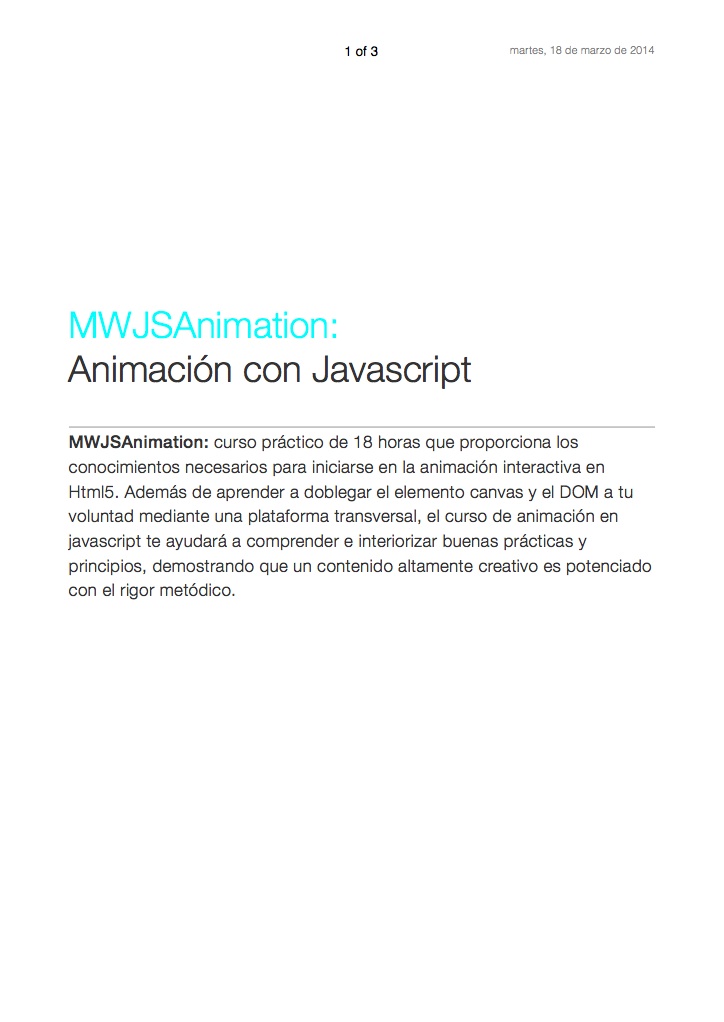 1 of 3
martes, 18 de marzo de 2014
MWJSAnimation:
Animación con Javascript
MWJSAnimation: curso práctico de 18 horas que proporciona los
conocimientos necesarios para iniciarse en la animación interactiva en
Html5. Además de aprender a doblegar el elemento canvas y el DOM a tu
voluntad mediante una plataforma transversal, el curso de animación en
javascript te ayudará a comprender e interiorizar buenas prácticas y
principios, demostrando que un contenido altamente creativo es potenciado
con el rigor metódico.